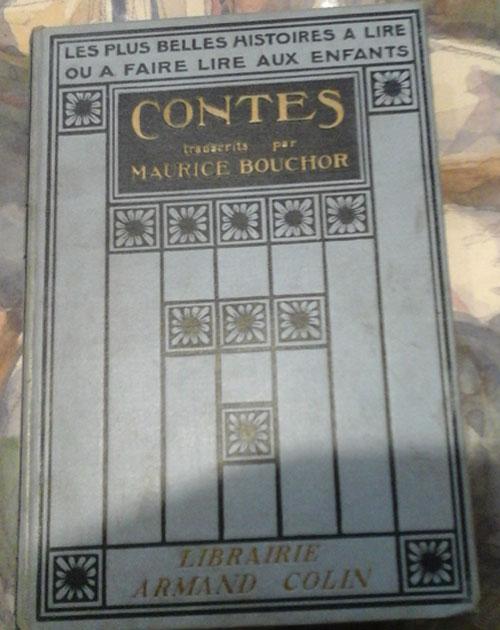 LES PLUS BELLES HISTOIRES A LIRE
OU A FAIRE LIRE AUX ENFANTS
CONTES
transcrits par
MAURICE BOUCHOR
LIBRAIRIE
ARMAND COLIN